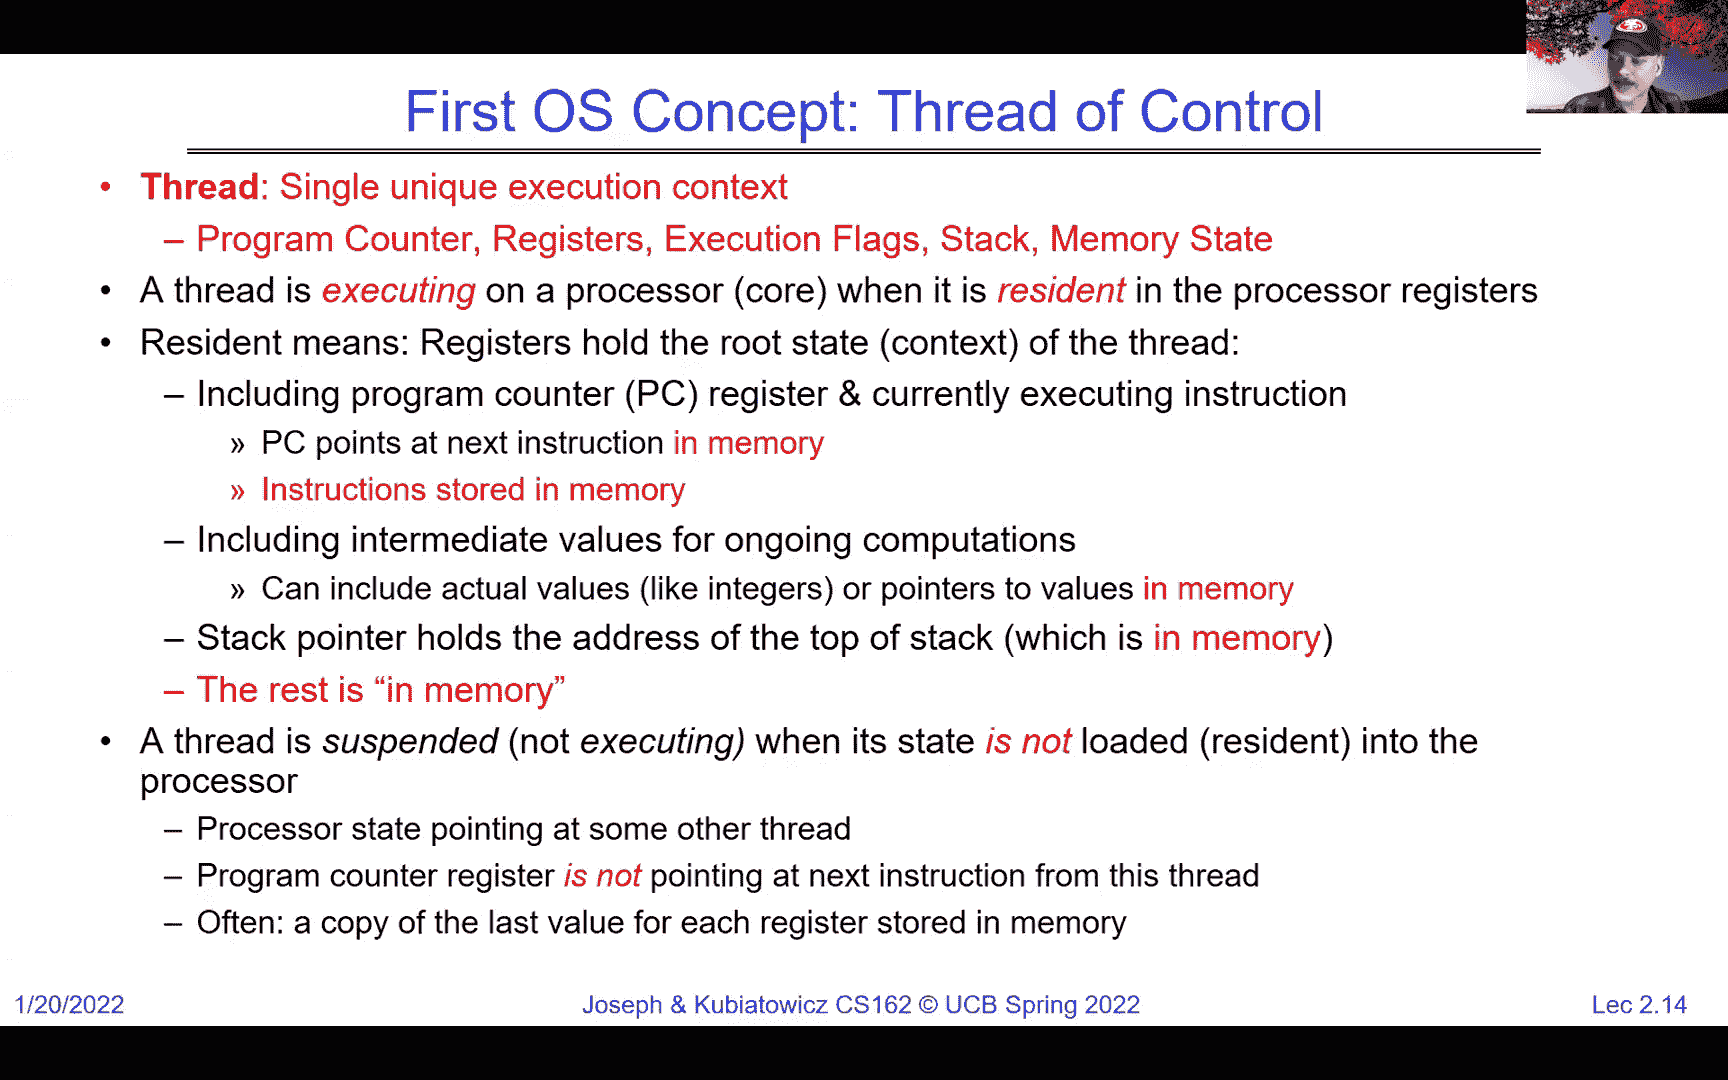 First OS Concept: Thread of Control
• Thread: Single unique execution context
– Program Counter, Registers, Execution Flags, Stack, Memory State
• A thread is executing on a processor (core) when it is resident in the processor registers
• Resident means: Registers hold the root state (context) of the thread:
– Including program counter (PC) register & currently executing instruction
» PC points at next instruction in memory
» Instructions stored in memory
– Including intermediate values for ongoing computations
» Can include actual values (like integers) or pointers to values in memory
– Stack pointer holds the address of the top of stack (which is in memory)
– The rest is “in memory”
• A thread is suspended (not executing) when its state is not loaded (resident) into the
processor
– Processor state pointing at some other thread
– Program counter register is not pointing at next instruction from this thread
– Often: a copy of the last value for each register stored in memory
1/20/2022
Joseph & Kubiatowicz CS162 © UCB Spring 2022
Lec 2.14